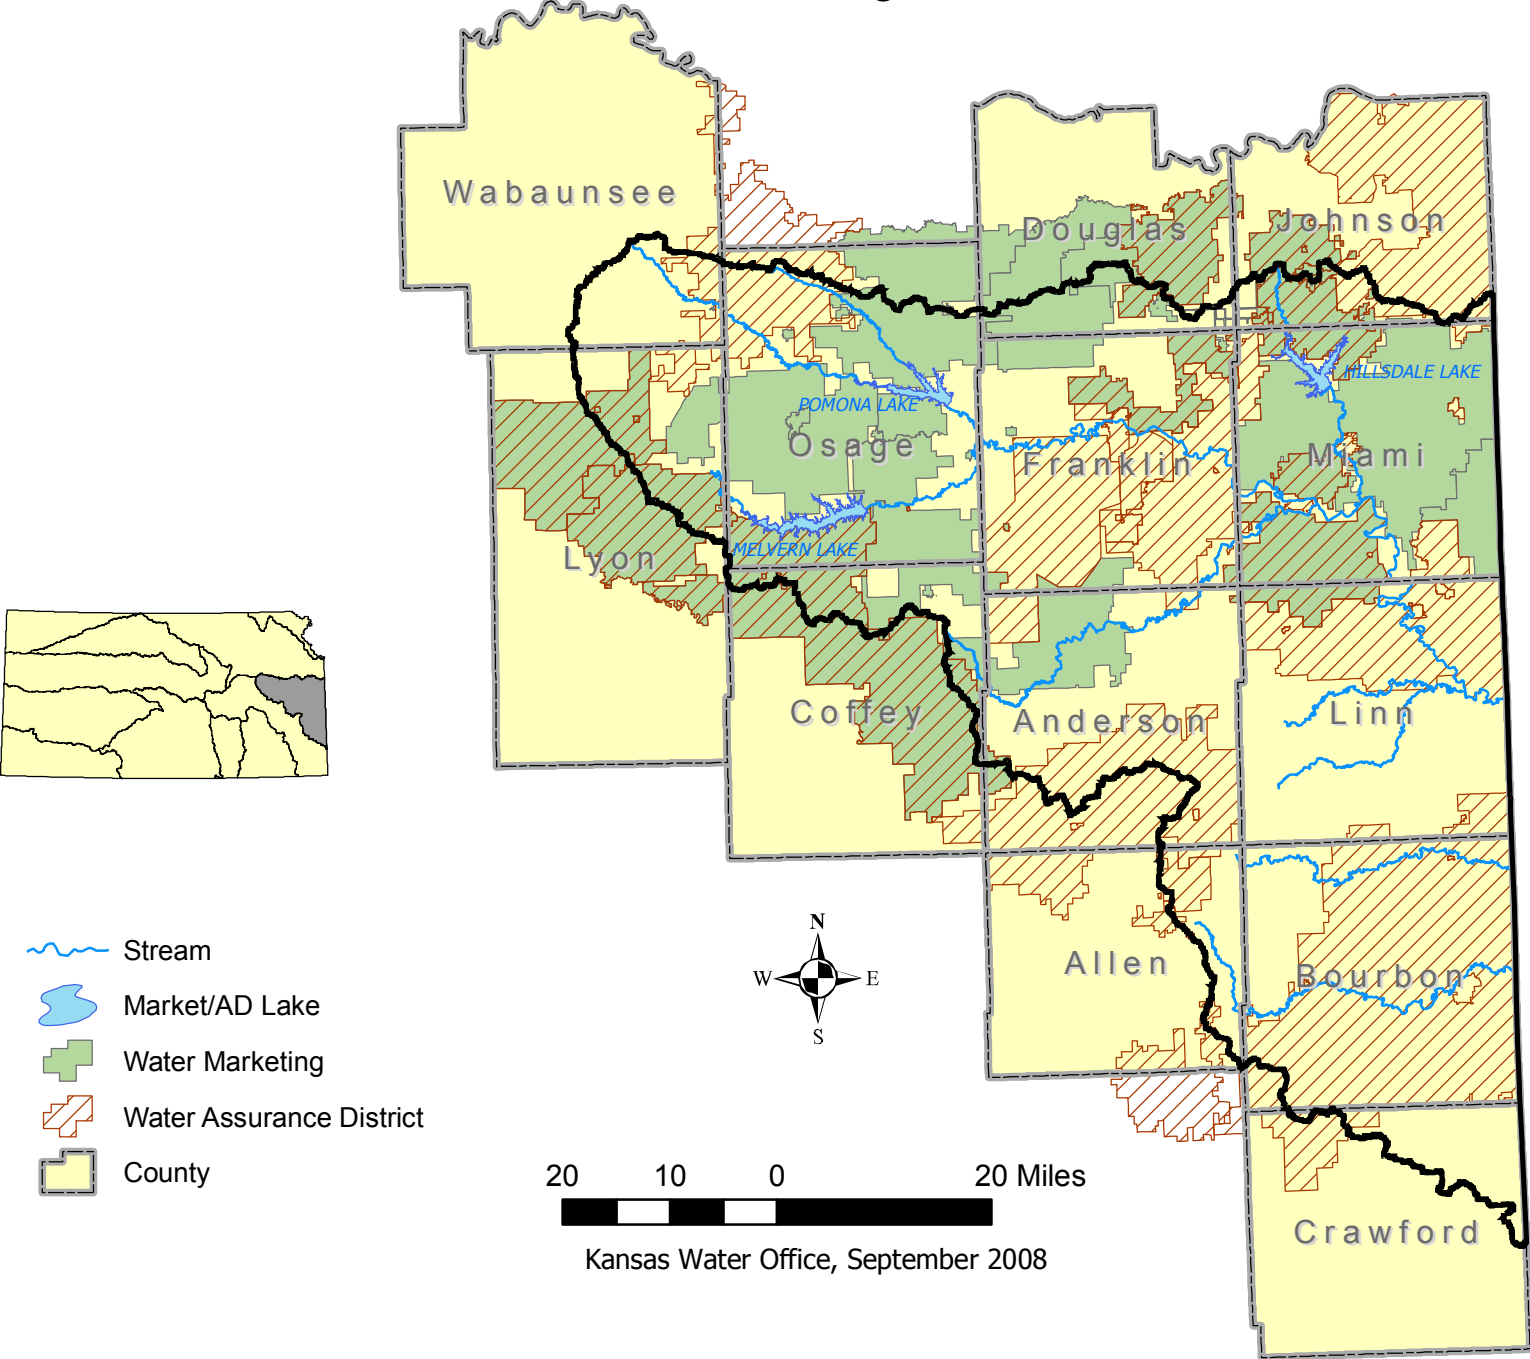 Wabaunsee
Douglas
Johnson
HILLSDALE LAKE
POMONA LAKE
Osage
Franklin
Miami
MELVERN LAKE
Lyon
Coffey
Anderson
Linn
Allen
Bourbon
Crawford
N
W
E
S
Stream
Market/AD Lake
Water Marketing
Water Assurance District
County
20 10 0 20 Miles
Kansas Water Office, September 2008